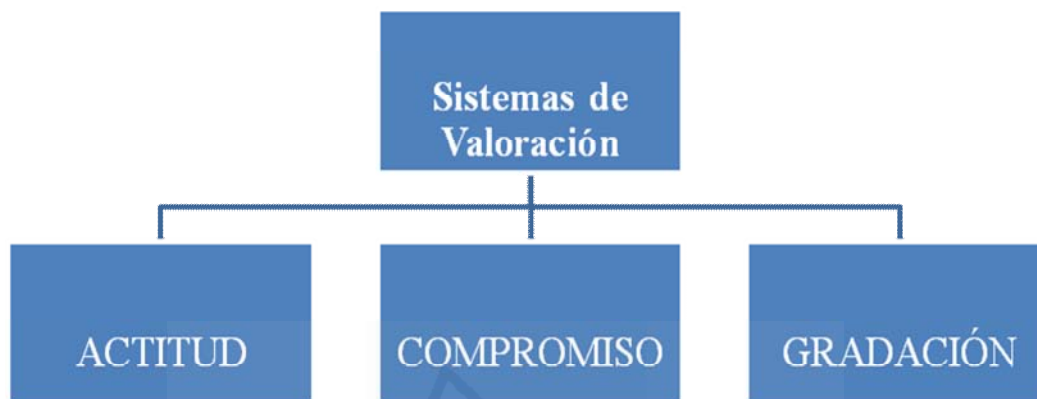 Sistemas de
Valoración
ACTITUD
COMPROMISO
GRADACIÓN